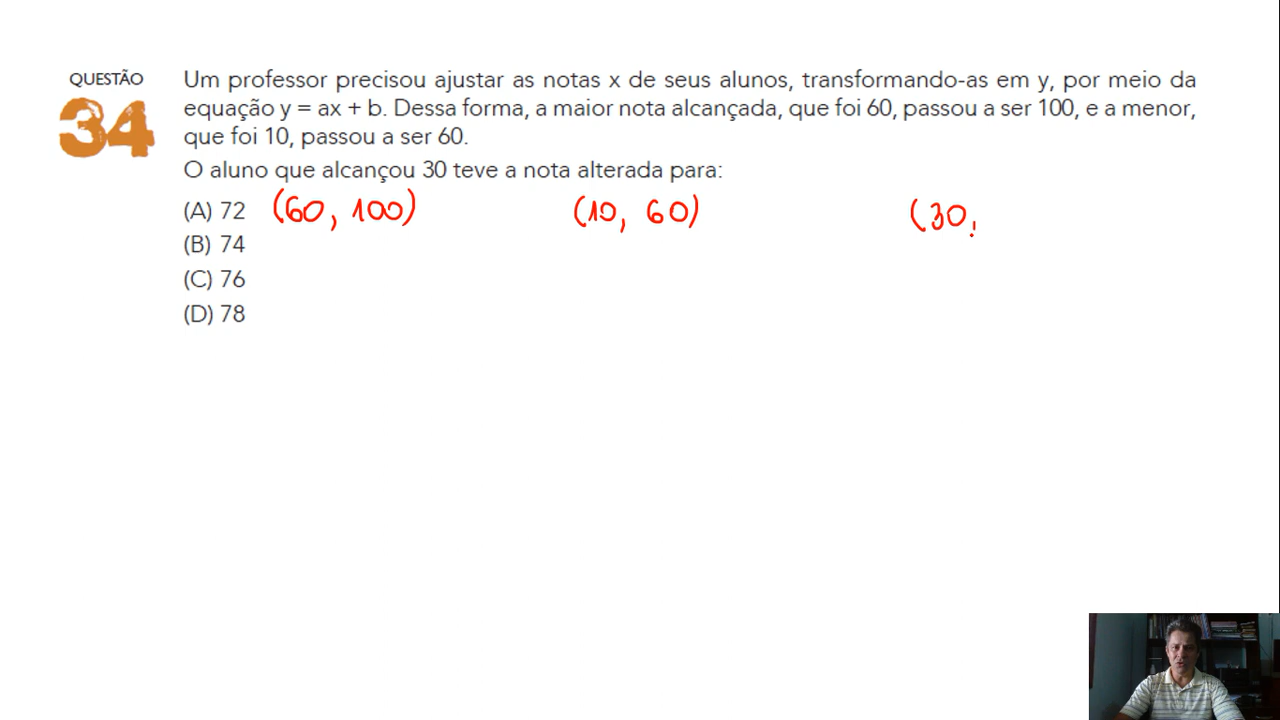 QUESTÃO
34
Um professor precisou ajustar as notas x de seus alunos, transformando-as em y, por meio da
equação y = ax + b. Dessa forma, a maior nota alcançada, que foi 60, passou a ser 100, e a menor,
que foi 10, passou a ser 60.
O aluno que alcançou 30 teve a nota alterada para:
(A) 72 (60, 100) (10, 60) (30,
(B) 74
(C) 76
(D) 78